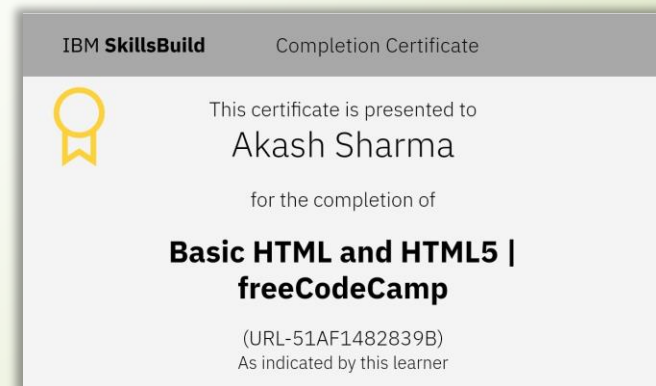 IBM SkillsBuild Completion Certificate
This certificate is presented to
Akash Sharma
for the completion of
Basic HTML and HTML5 |
freeCodeCamp
(URL-51AF1482839B)
As indicated by this learner